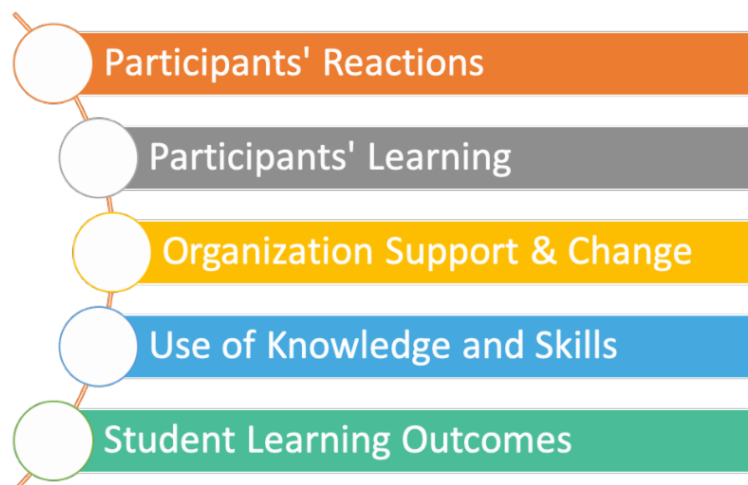 Participants' Reactions
Participants' Learning
Organization Support & Change
Use of Knowledge and Skills
Student Learning Outcomes